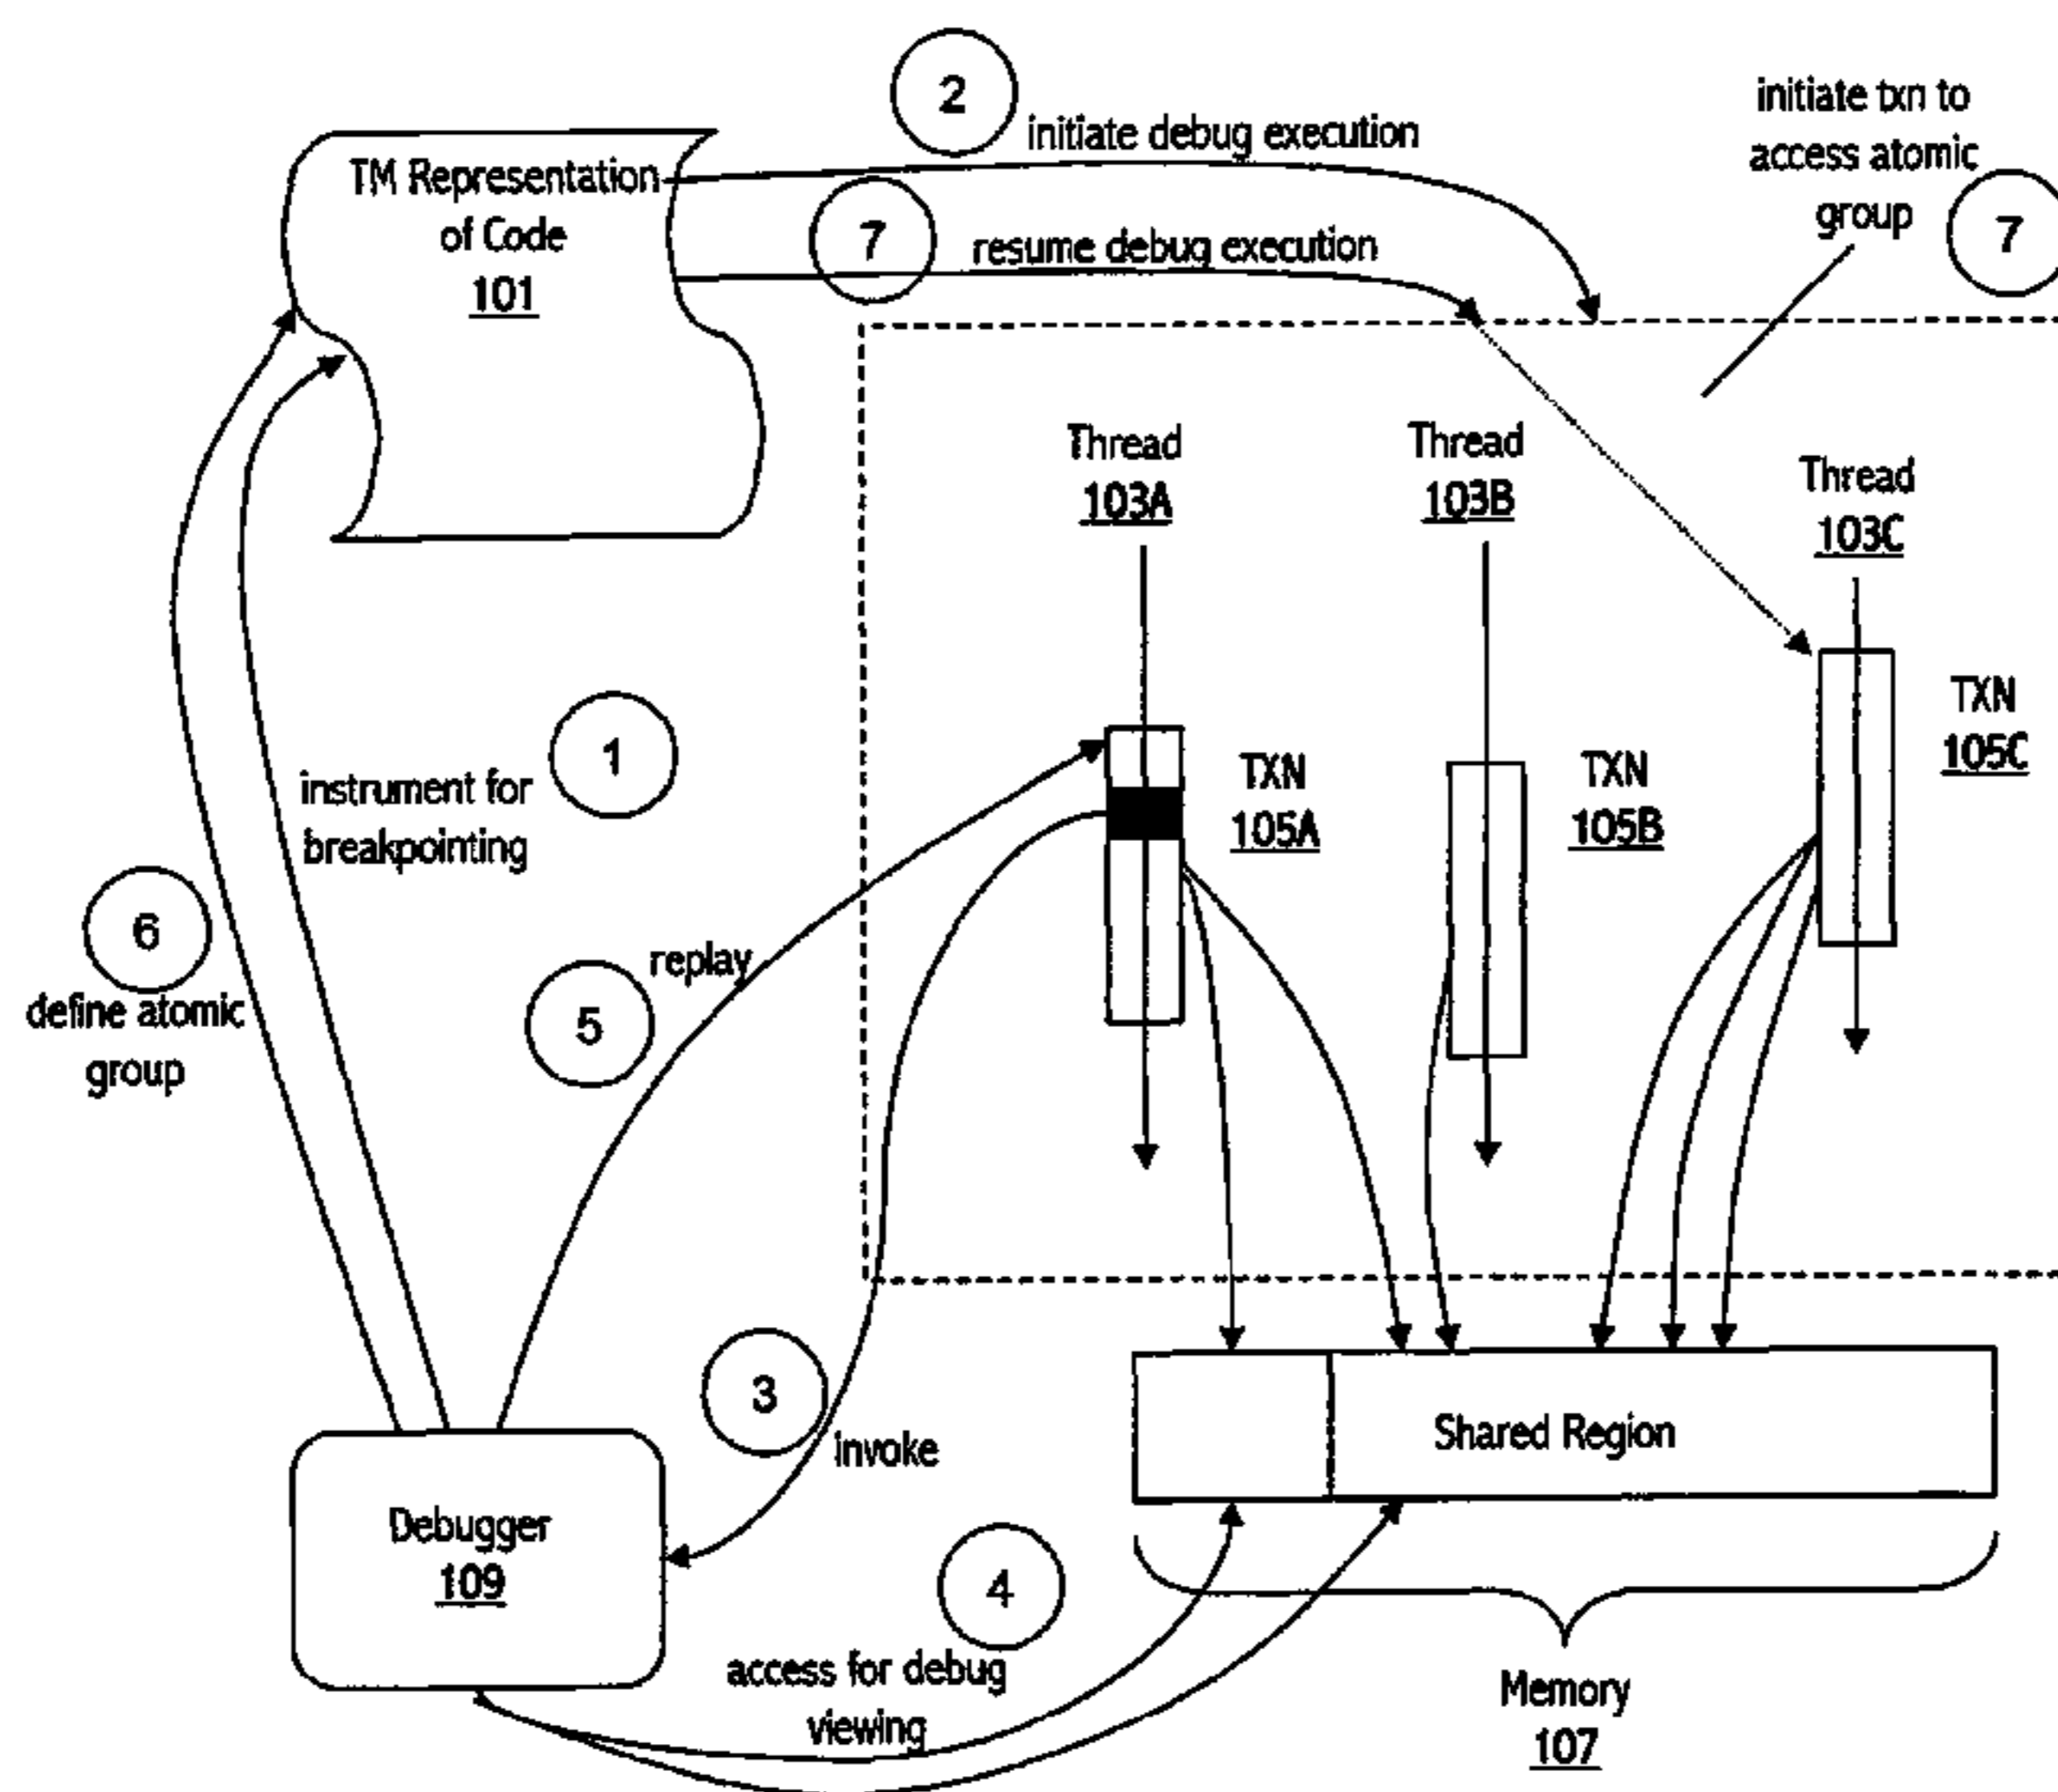 2
initiate debug execution
initiate txn to
access atomic
group
7
TM Representation
of Code
101
7
resume debug execution
Thread
103A
Thread
103B
Thread
103C
TXN
105A
TXN
105B
TXN
105C
1
instrument for
breakpointing
6
define atomic
group
5
replay
3
invoke
Shared Region
Debugger
109
4
access for debug
viewing
Memory
107